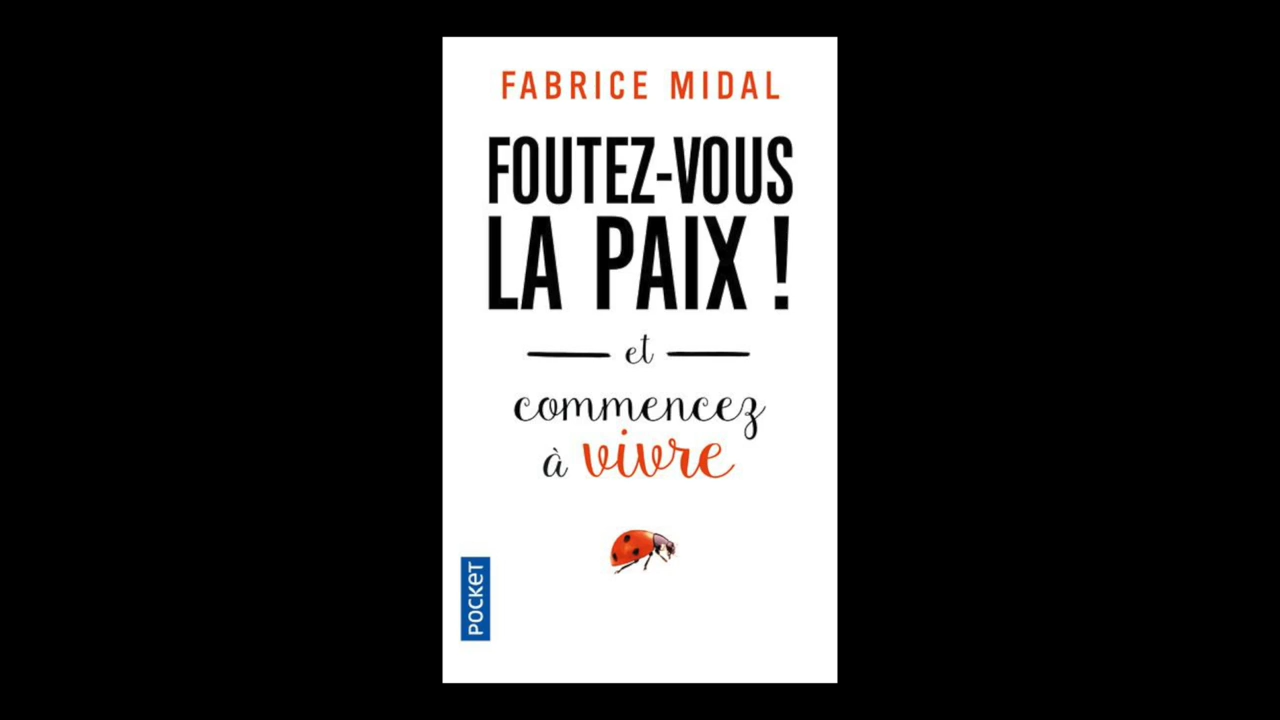 FABRICE MIDAL
FOUTEZ-VOUS
LA PAIX !
et
commencez
à vivre
POCKET